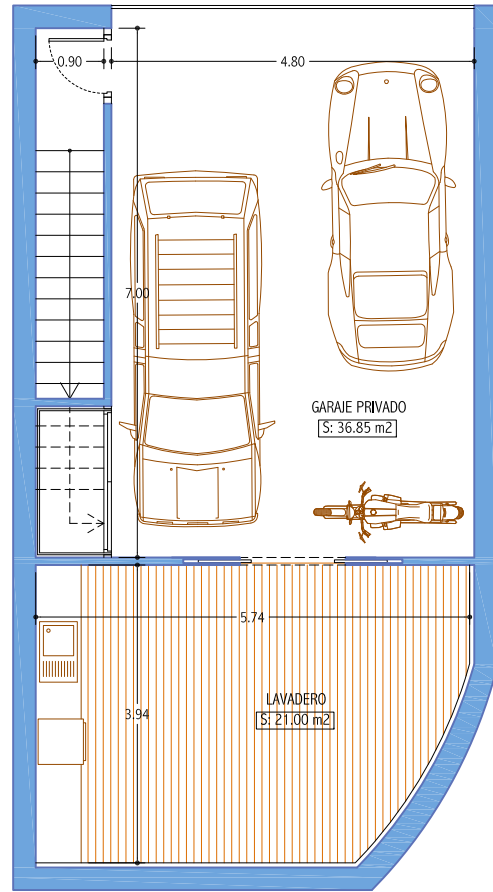 0.90
4.80
7.00
GARAJE PRIVADO
S: 36.85 m2
5.74
LAVADERO
S: 21.00 m2
3.94